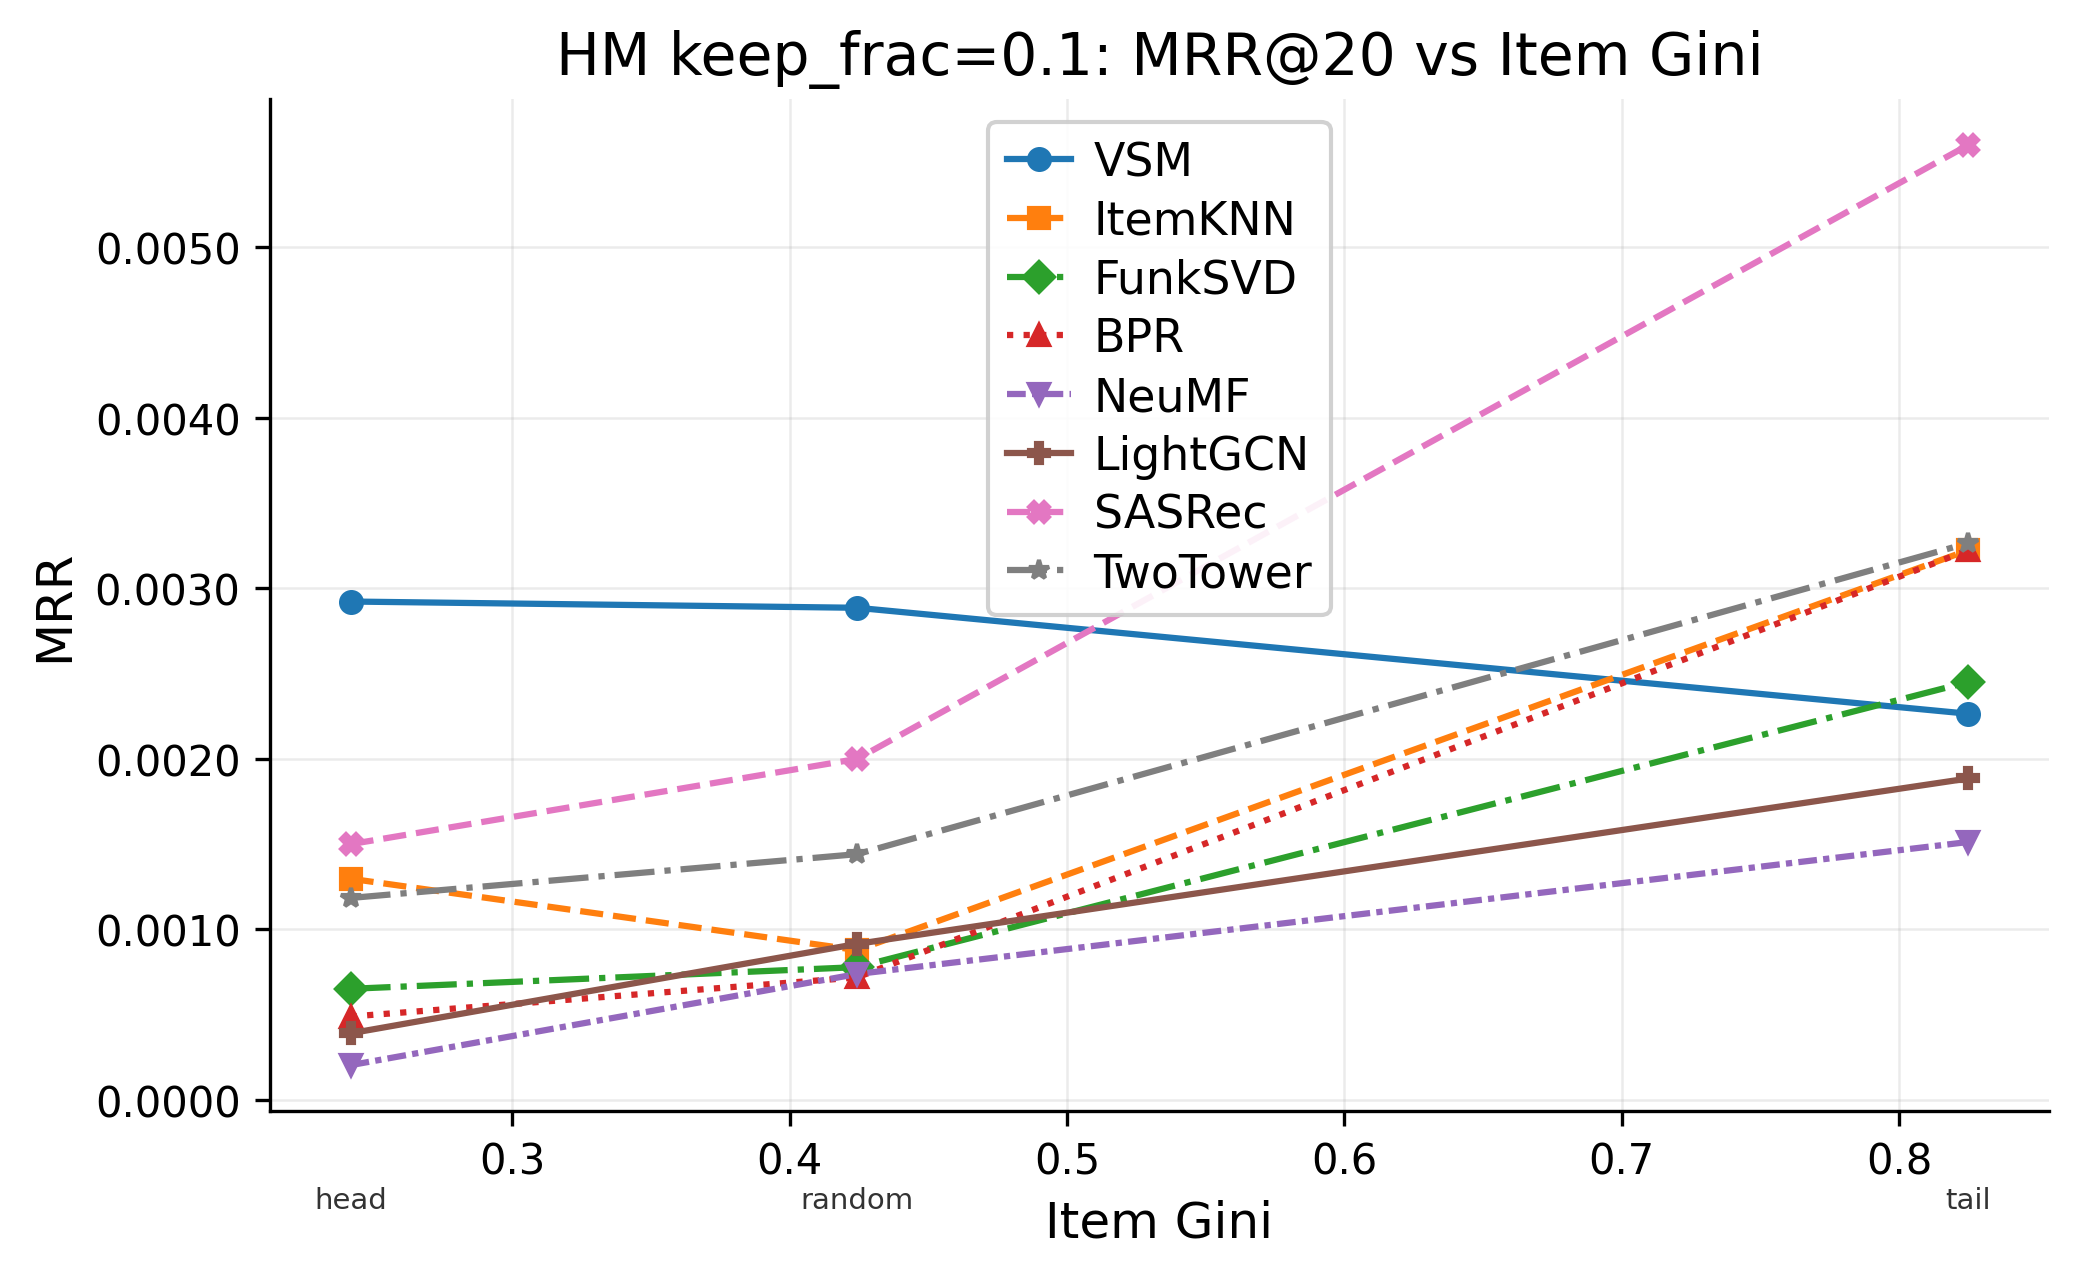 HM keep_frac=0.1: MRR@20 vs Item Gini
VSM
ItemKNN
FunkSVD
BPR
NeuMF
LightGCN
SASRec
TwoTower
MRR
0.0050
0.0040
0.0030
0.0020
0.0010
0.0000
0.3 0.4 0.5 0.6 0.7 0.8
head random tail
Item Gini